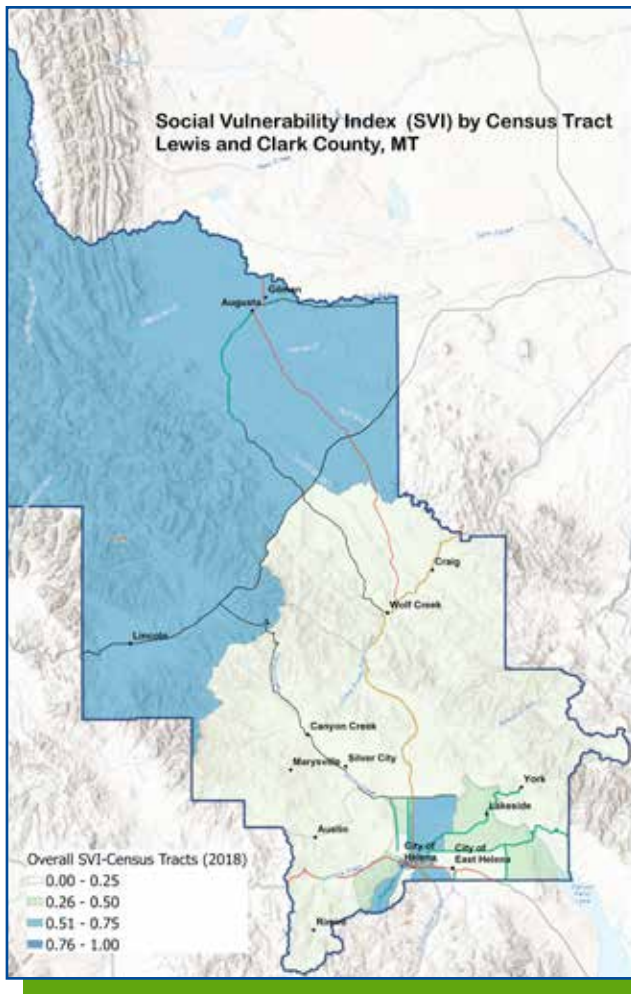 Social Vulnerability Index (SVI) by Census Tract
Lewis and Clark County, MT
Gilman
Augusta
Craig
Wolf Creek
Lincoln
Canyon Creek
Silver City
Marysville
York
Lakeside
Austin
City of
Helena
City of
East Helena
Rimini
Overall SVI-Census Tracts (2018)
0.00 - 0.25
0.26 - 0.50
0.51 - 0.75
0.76 - 1.00